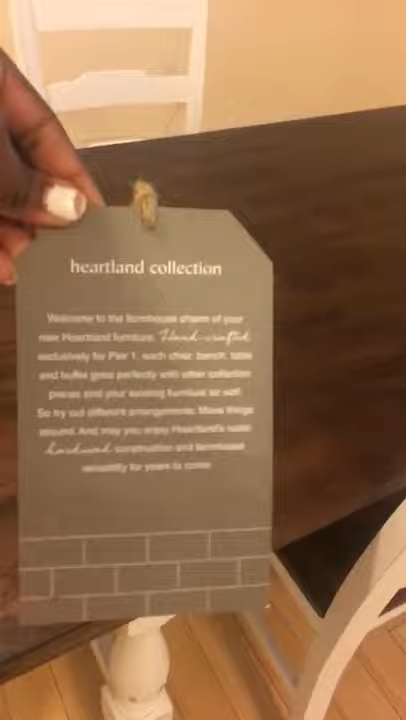 heartland collection
Welcome to the farmhouse charm of your
new Heartland furniture. Hand-crafted
exclusively for Pier 1, each chair, bench, table
and buffet goes perfectly with other collection
pieces and your existing furniture as well.
So try out different arrangements. Move things
around. And may you enjoy Heartland's solid
hardwood construction and farmhouse
versatility for years to come.